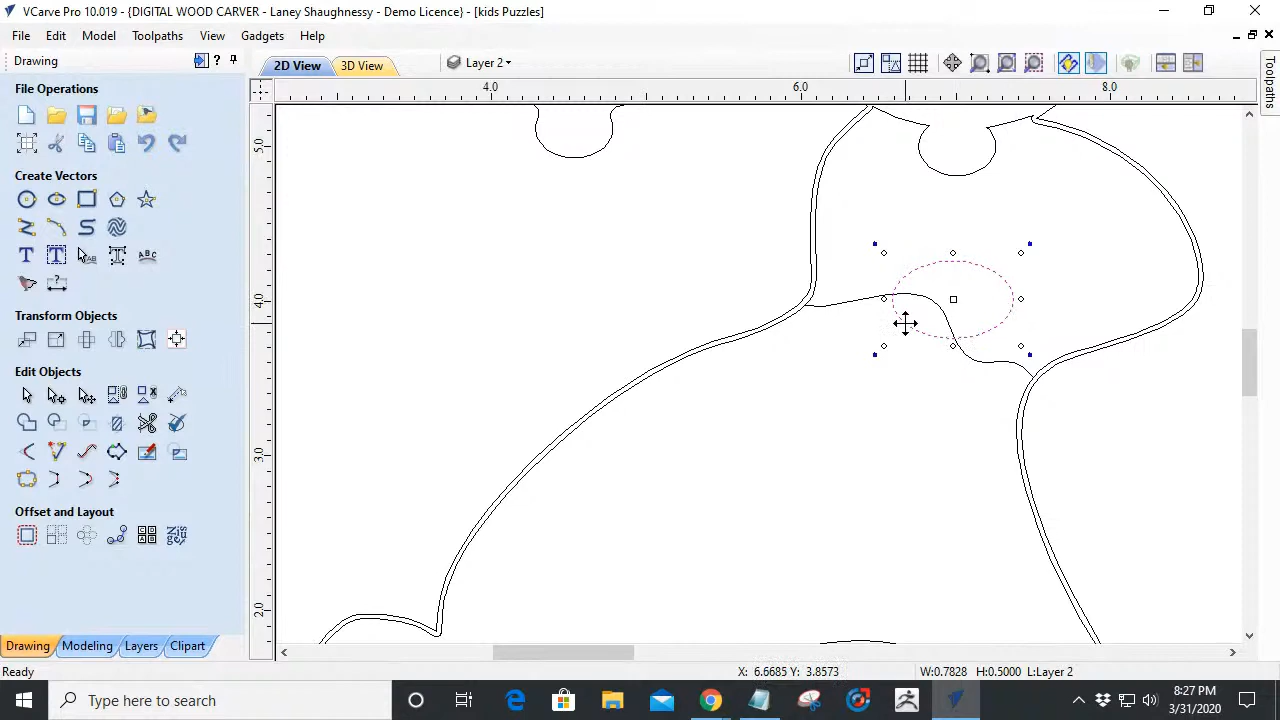 VCarve Pro 10.019 - {DIGITAL WOOD CARVER - Laney Shaughnessy - Demo Licence} - [kids Puzzles]
File Edit Model Toolpaths View Gadgets Help
Drawing
File Operations
Create Vectors
Transform Objects
Edit Objects
Offset and Layout
Drawing Modeling Layers Clipart
2D View 3D View Layer 2
4.0 6.0 8.0
5.0
4.0
3.0
2.0
Toolpaths
Ready X: 6.6685 Y: 3.8573 W:0.7828 H:0.5000 L:Layer 2
Type here to search
8:27 PM
3/31/2020